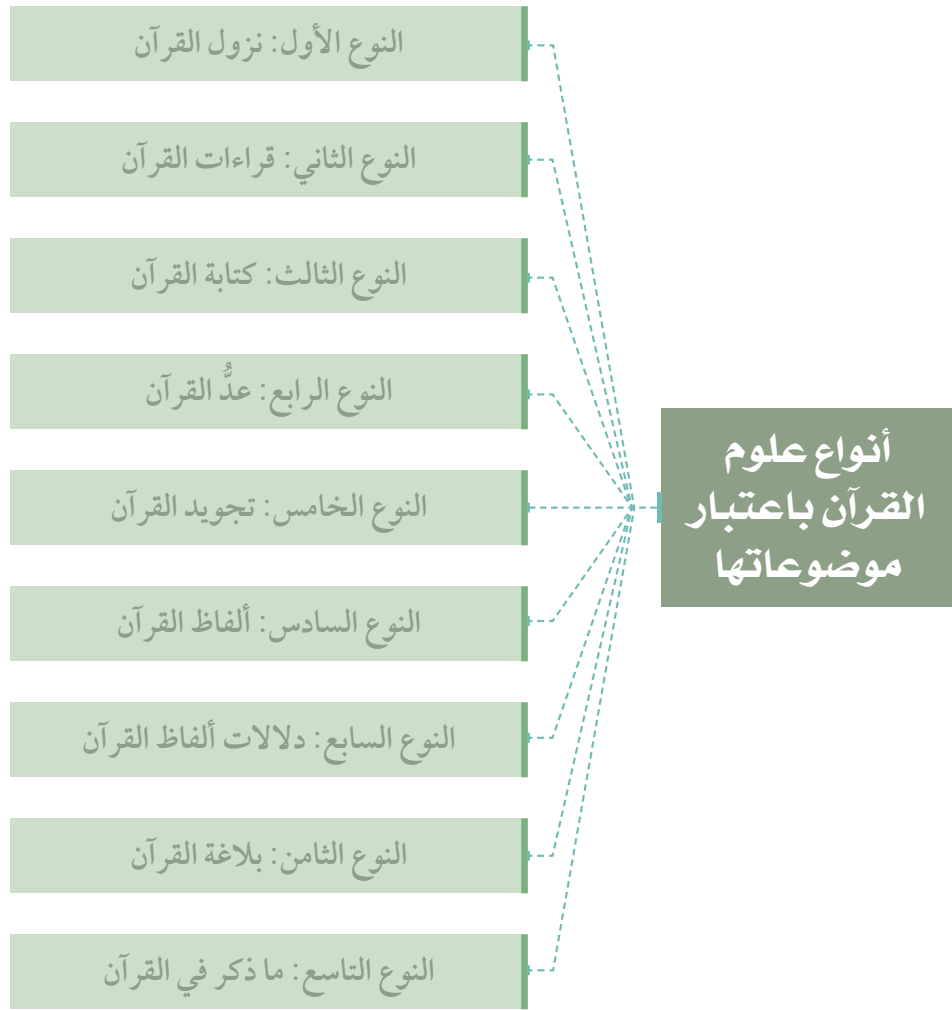 أنواع علوم
القرآن باعتبار
موضوعاتها
النوع الأول: نزول القرآن
النوع الثاني: قراءات القرآن
النوع الثالث: كتابة القرآن
النوع الرابع: عدُّ القرآن
النوع الخامس: تجويد القرآن
النوع السادس: ألفاظ القرآن
النوع السابع: دلالات ألفاظ القرآن
النوع الثامن: بلاغة القرآن
النوع التاسع: ما ذكر في القرآن